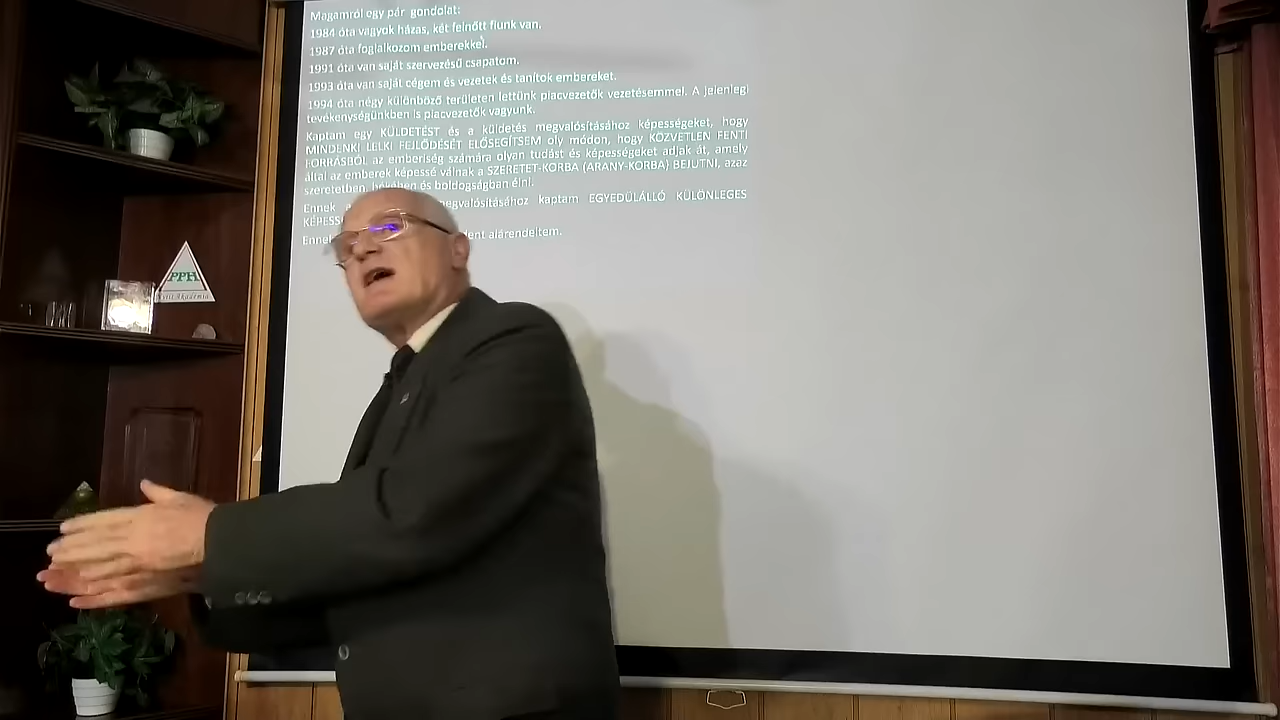 Magamról egy pár gondolat:
1984 óta vagyok házas, két felnőtt fiunk van.
1987 óta foglalkozom emberekkel.
1991 óta van saját szervezésű csapatom.
1993 óta van saját cégem és vezetek és tanítok embereket.
1994 óta négy különböző területen lettünk piacvezetők vezetésemmel. A jelenlegi
tevékenységünkben is piacvezetők vagyunk.
Kaptam egy KÜLDETÉST és a küldetés megvalósításához képességeket, hogy
MINDENKI LELKI FEJLŐDÉSÉT ELŐSEGÍTSEM oly módon, hogy KÖZVETLEN FENTI
FORRÁSBÓL az emberiség számára olyan tudást és képességeket adjak át, amely
által az emberek képessé válnak a SZERETET-KORBA (ARANY-KORBA) BEJUTNI, azaz
szeretetben, békében és boldogságban élni.
Ennek a megvalósításához kaptam EGYEDÜLÁLLÓ KÜLÖNLEGES
KÉPESS
Ennek alárendeltem.
PPH
Akadémia